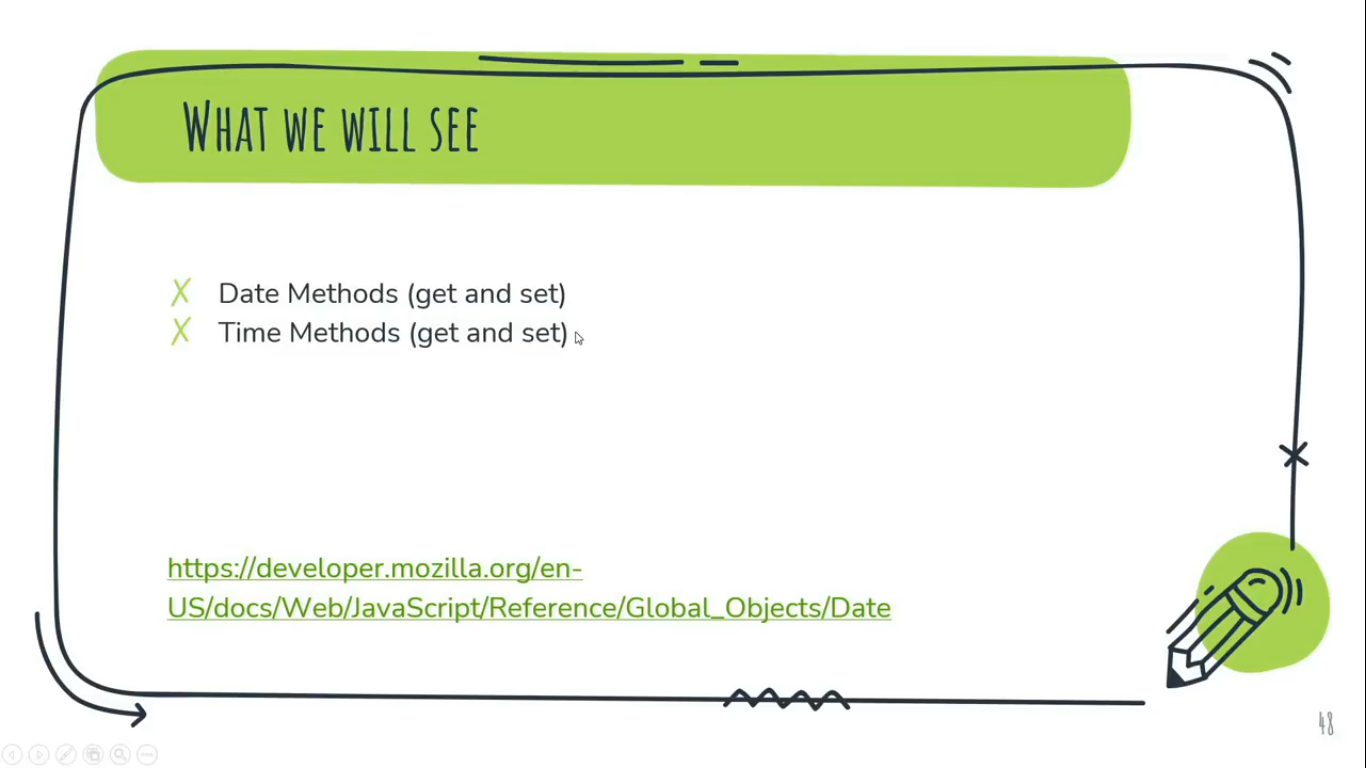 WHAT WE WILL SEE
Date Methods (get and set)
Time Methods (get and set)
https://developer.mozilla.org/en-
US/docs/Web/JavaScript/Reference/Global_Objects/Date
48